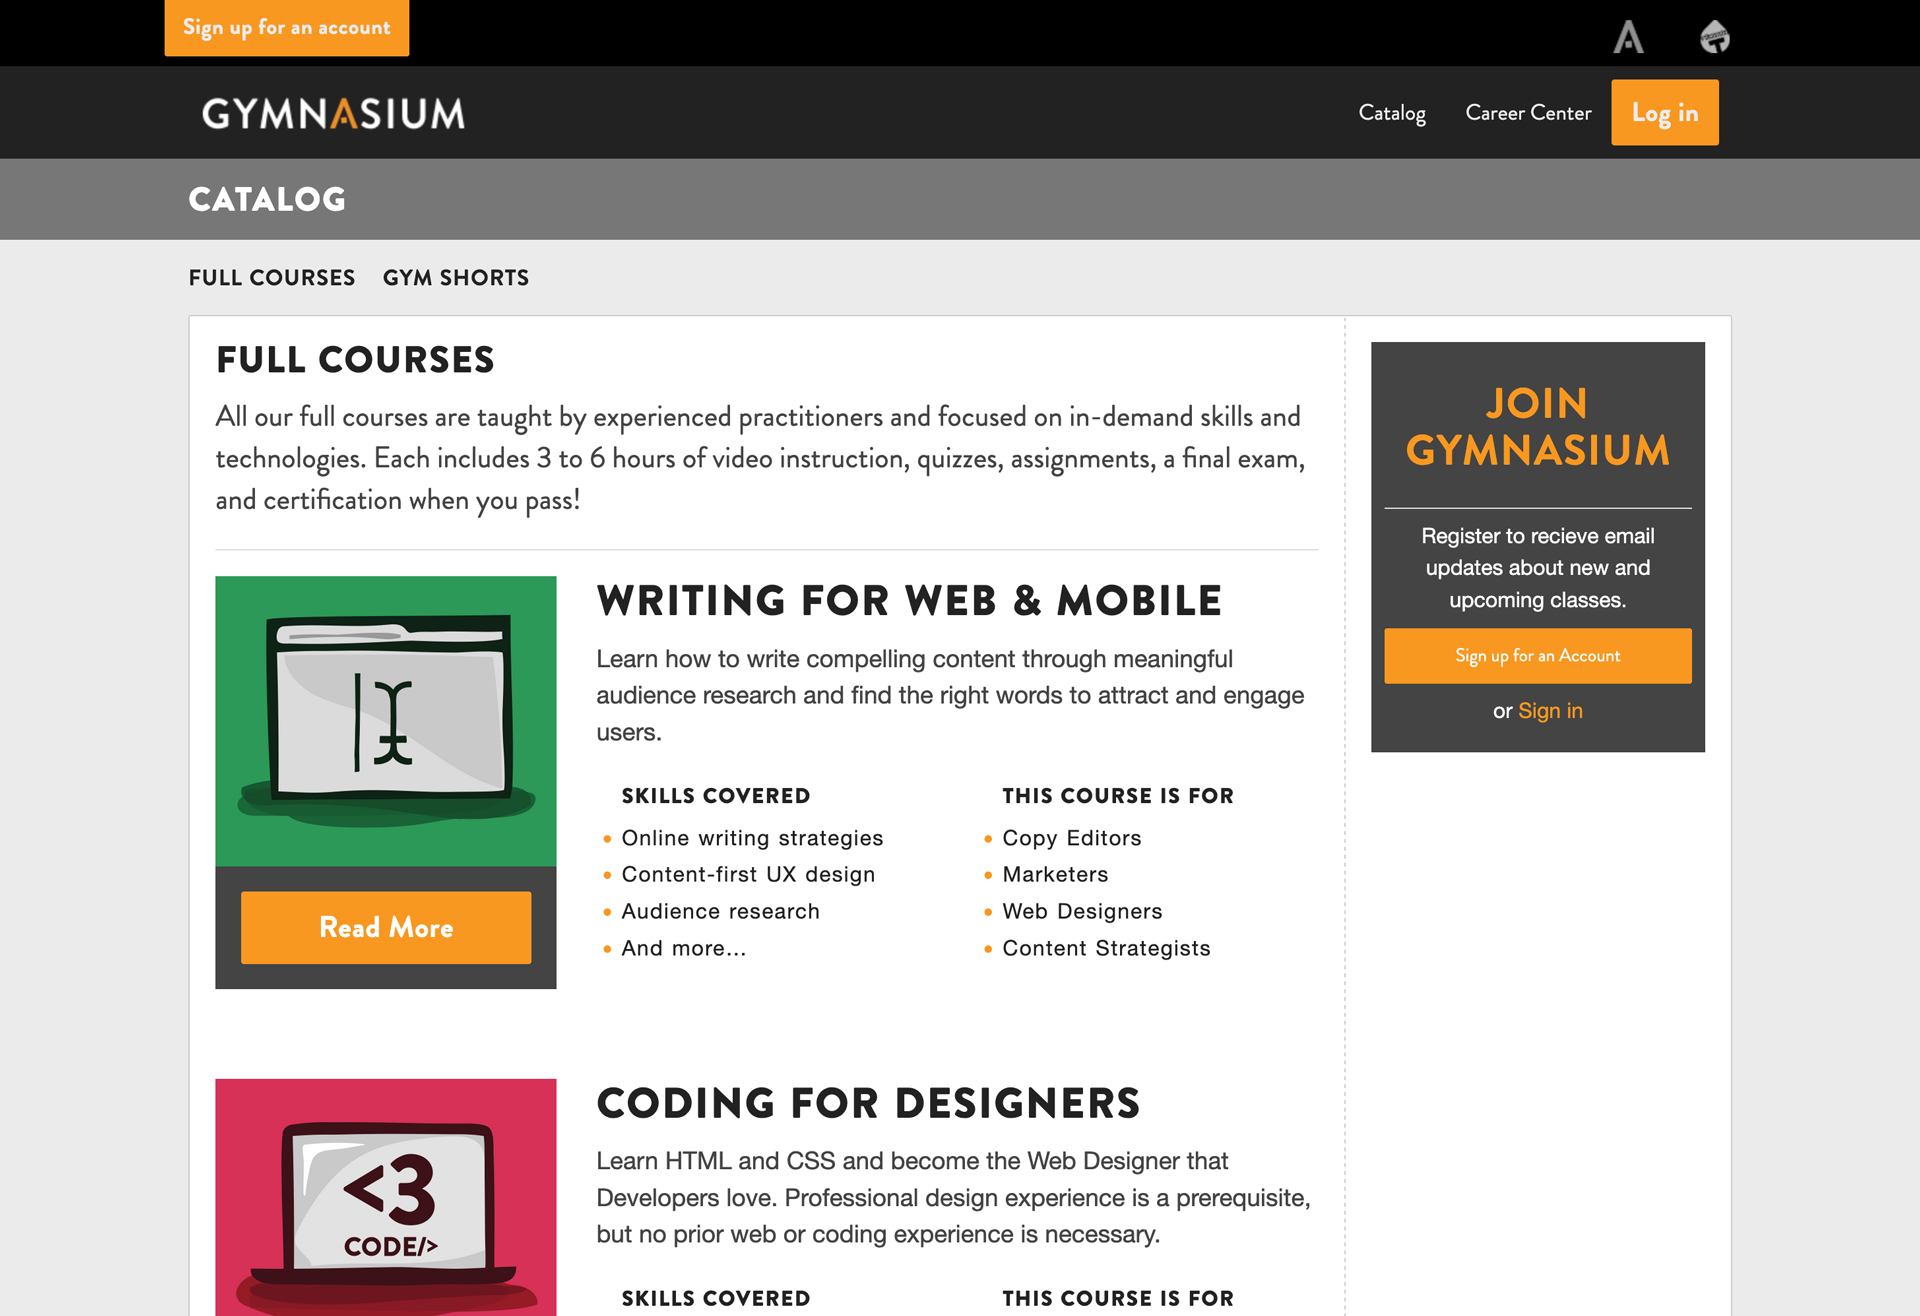 Sign up for an account
GYMNASIUM
Catalog
Career Center
Log in
CATALOG
FULL COURSES
GYM SHORTS
FULL COURSES
All our full courses are taught by experienced practitioners and focused on in-demand skills and
technologies. Each includes 3 to 6 hours of video instruction, quizzes, assignments, a final exam,
and certification when you pass!
WRITING FOR WEB & MOBILE
Learn how to write compelling content through meaningful
audience research and find the right words to attract and engage
users.
SKILLS COVERED
Online writing strategies
Content-first UX design
Audience research
And more...
THIS COURSE IS FOR
Copy Editors
Marketers
Web Designers
Content Strategists
Read More
<3
CODE/>
CODING FOR DESIGNERS
Learn HTML and CSS and become the Web Designer that
Developers love. Professional design experience is a prerequisite,
but no prior web or coding experience is necessary.
SKILLS COVERED
THIS COURSE IS FOR
JOIN
GYMNASIUM
Register to recieve email
updates about new and
upcoming classes.
Sign up for an Account
or Sign in